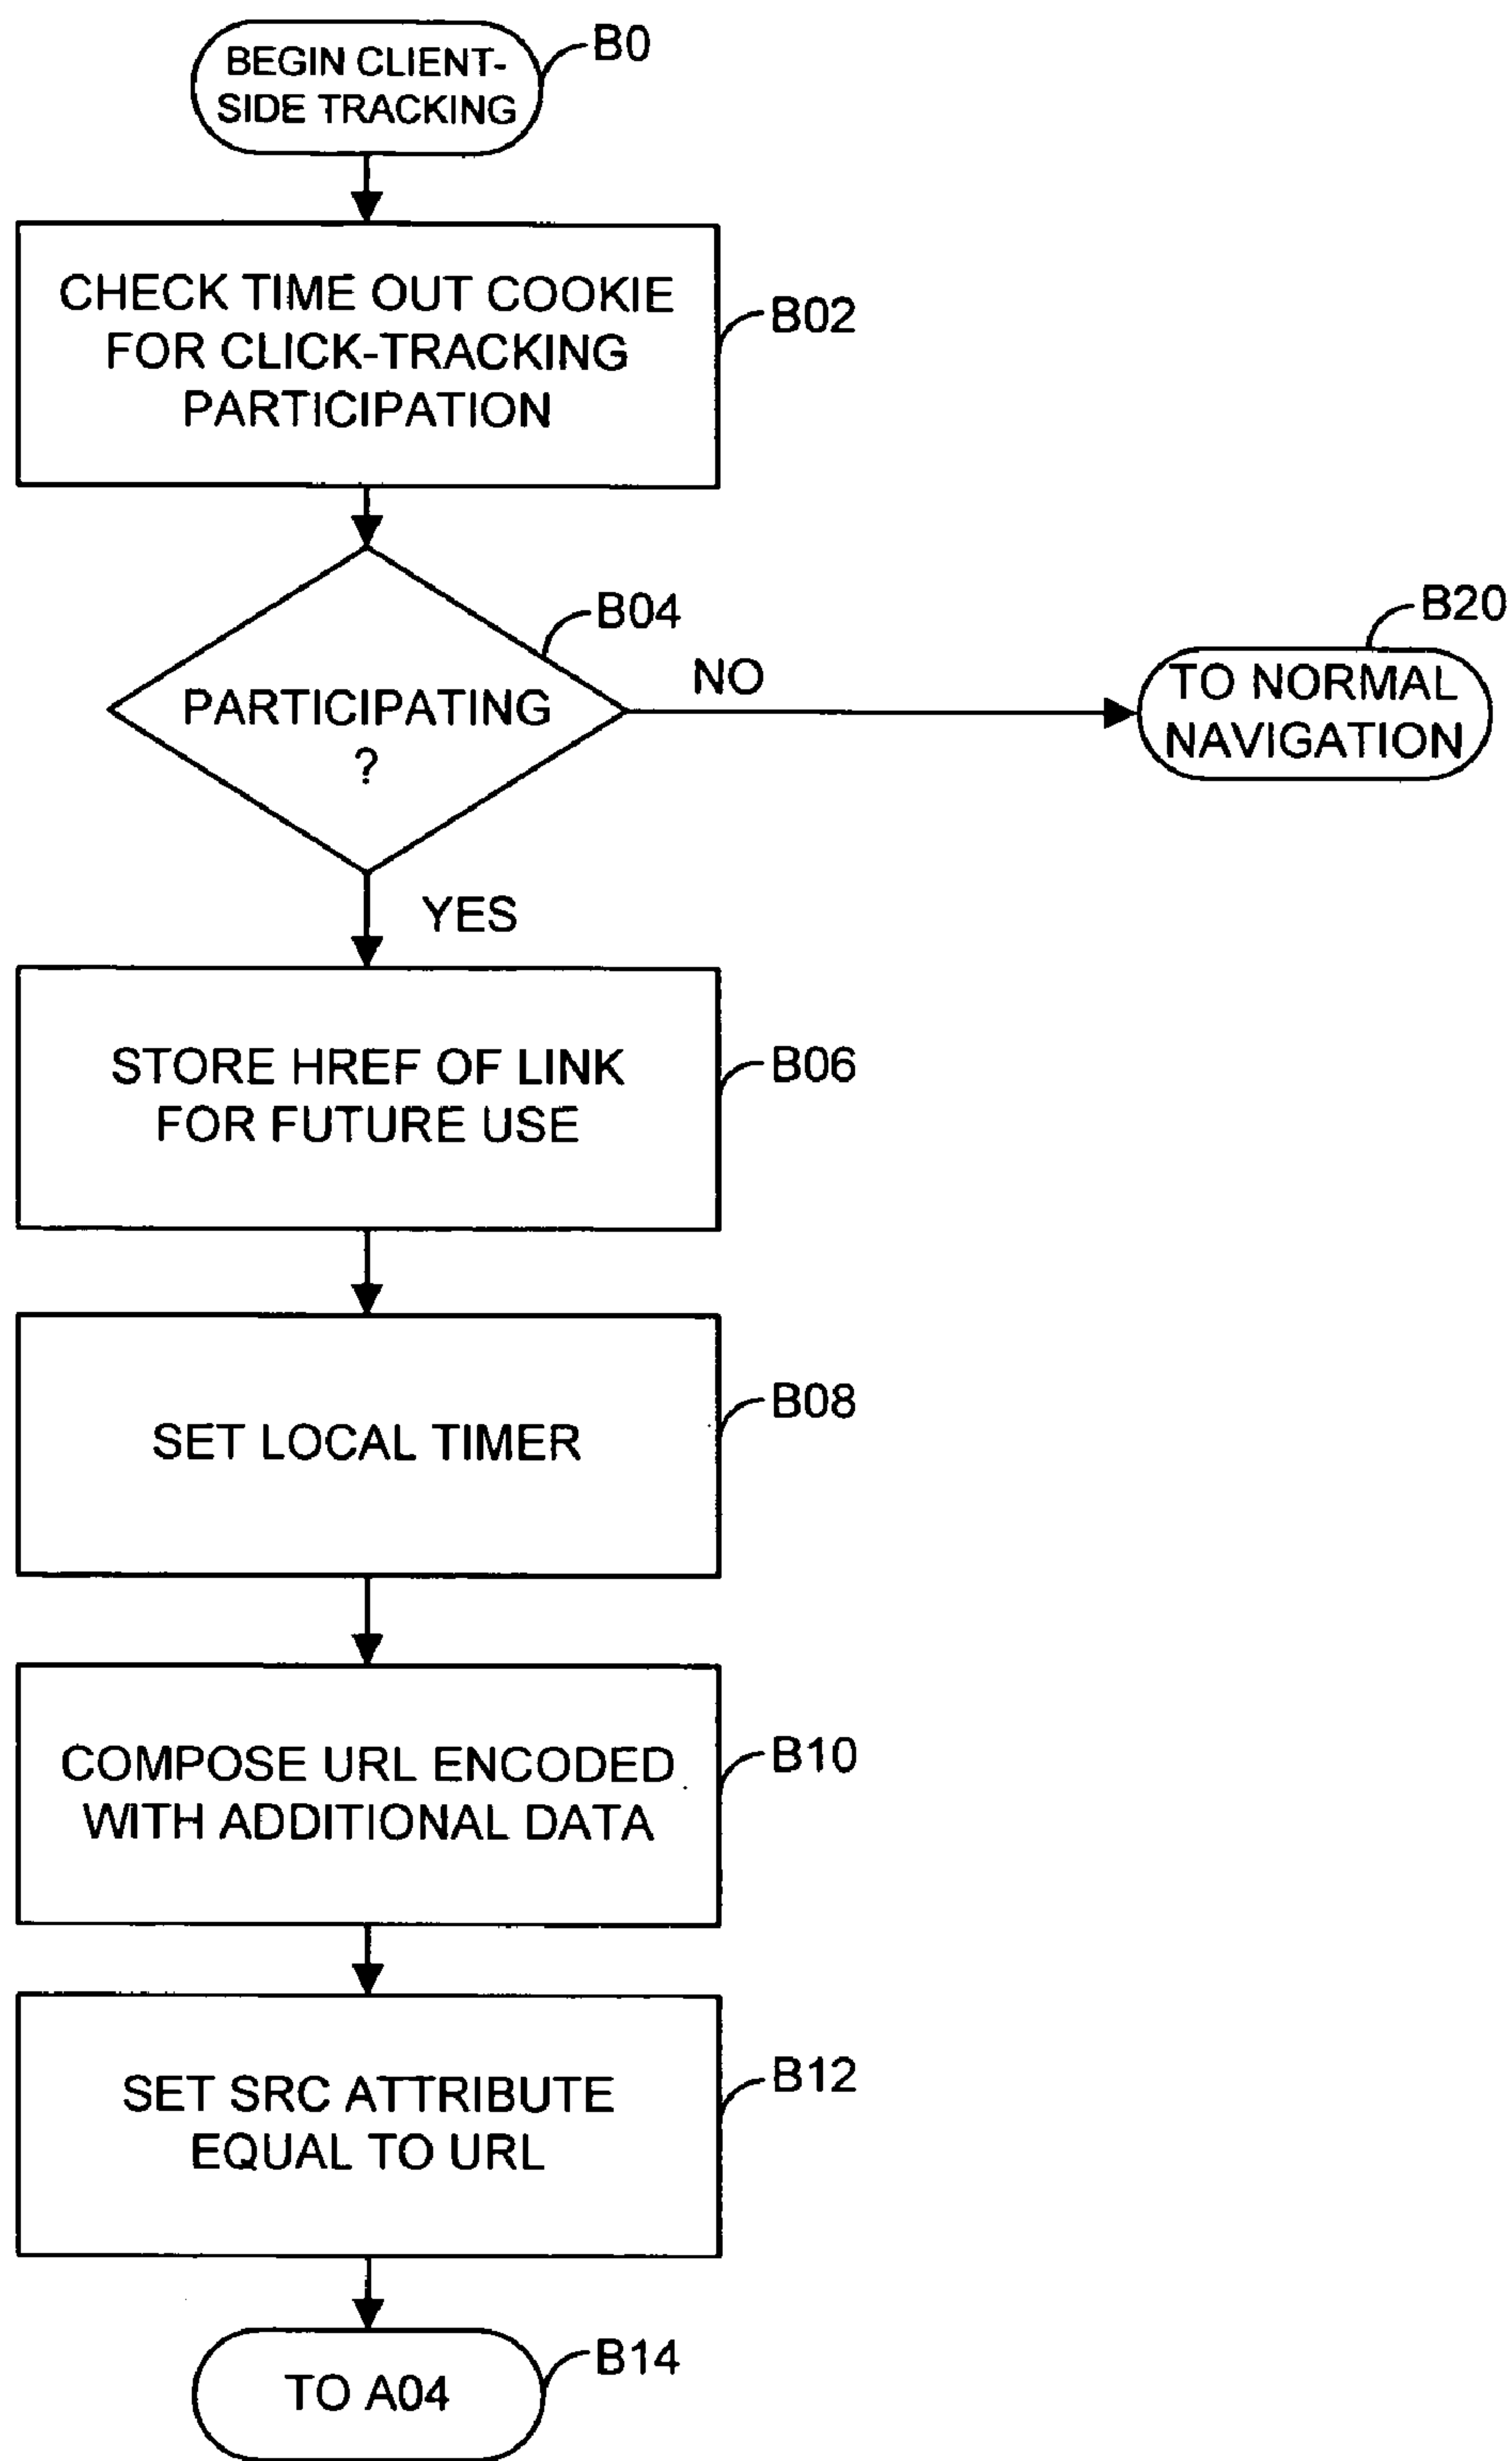 BEGIN CLIENT-
SIDE TRACKING
B0
CHECK TIME OUT COOKIE
FOR CLICK-TRACKING
PARTICIPATION
B02
B04
PARTICIPATING
?
NO
B20
TO NORMAL
NAVIGATION
YES
STORE HREF OF LINK
FOR FUTURE USE
B06
SET LOCAL TIMER
B08
COMPOSE URL ENCODED
WITH ADDITIONAL DATA
B10
SET SRC ATTRIBUTE
EQUAL TO URL
B12
TO A04
B14